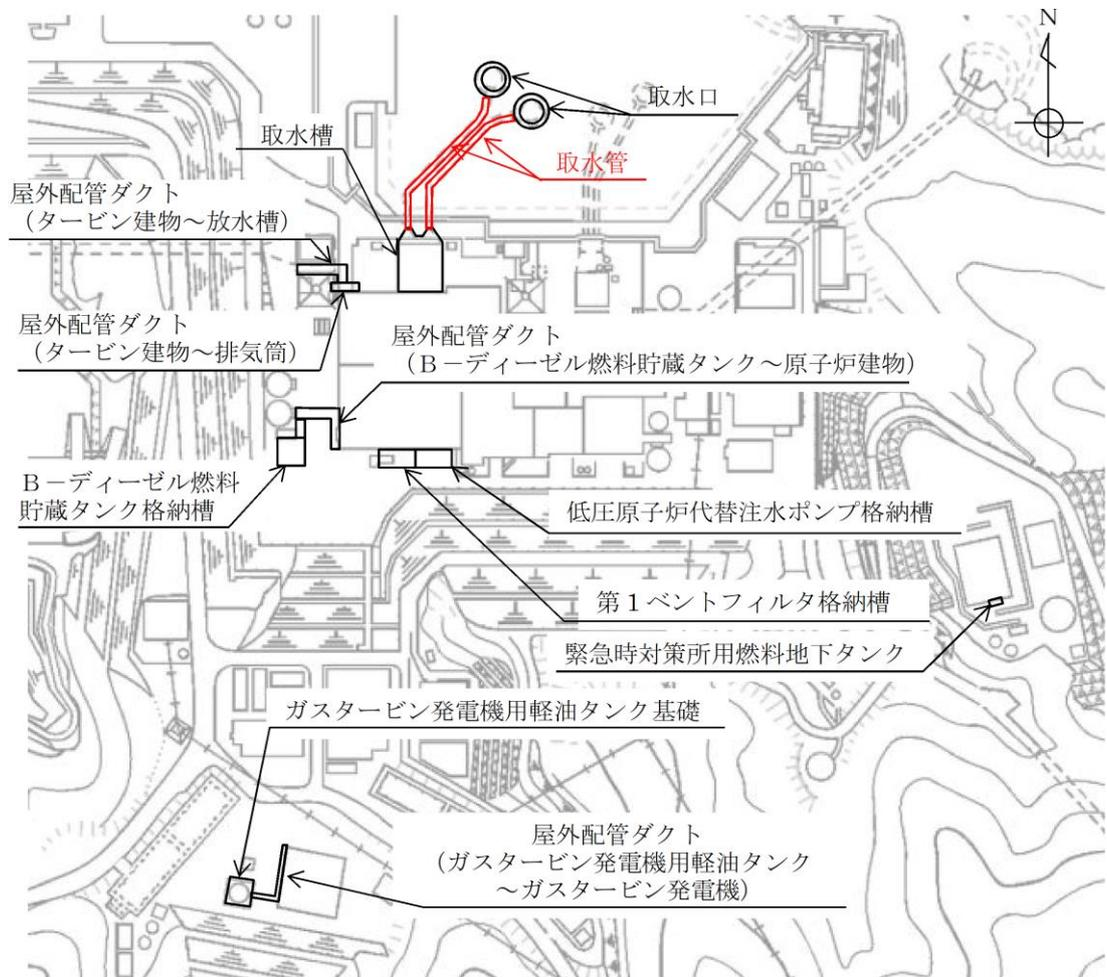 N
取水口
取水槽
取水管
屋外配管ダクト
（タービン建物～放水槽）
屋外配管ダクト
（タービン建物～排気筒）
屋外配管ダクト
（Ｂ－ディーゼル燃料貯蔵タンク～原子炉建物）
Ｂ－ディーゼル燃料
貯蔵タンク格納槽
低圧原子炉代替注水ポンプ格納槽
第１ベントフィルタ格納槽
緊急時対策所用燃料地下タンク
ガスタービン発電機用軽油タンク基礎
屋外配管ダクト
（ガスタービン発電機用軽油タンク
～ガスタービン発電機）